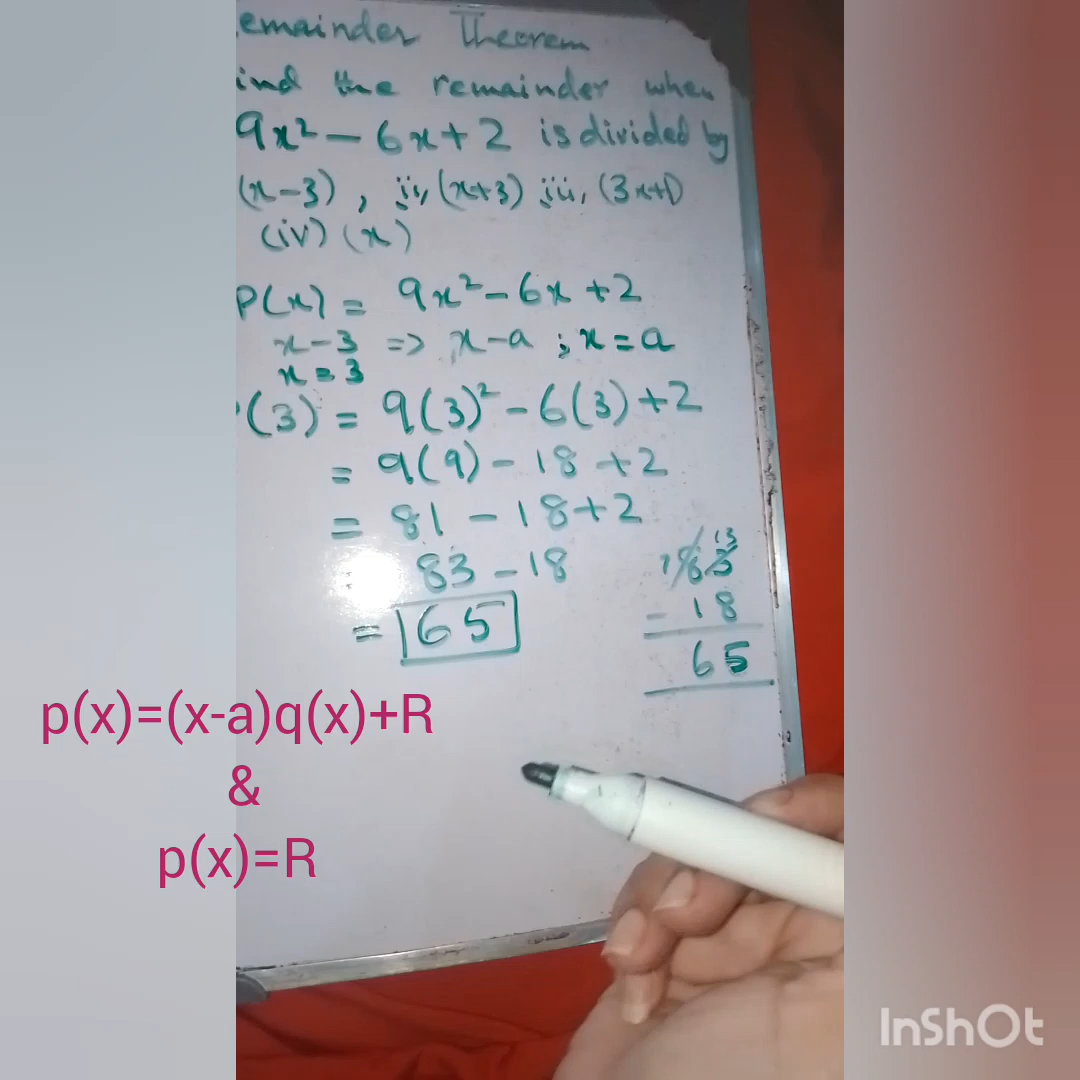 emainder Theorem
ind the remainder when
9x² - 6x + 2 is divided by
(x-3) , ii, (x+3) iii, (3x+1)
(iv) (x)
P(x) = 9x² - 6x + 2
x - 3 => x - a ; x = a
x = 3
(3) = 9(3)² - 6(3) + 2
= 9(9) - 18 + 2
= 81 - 18 + 2
83 - 18
= 65
13
- 18
65
p(x)=(x-a)q(x)+R
&
p(x)=R
InShOt